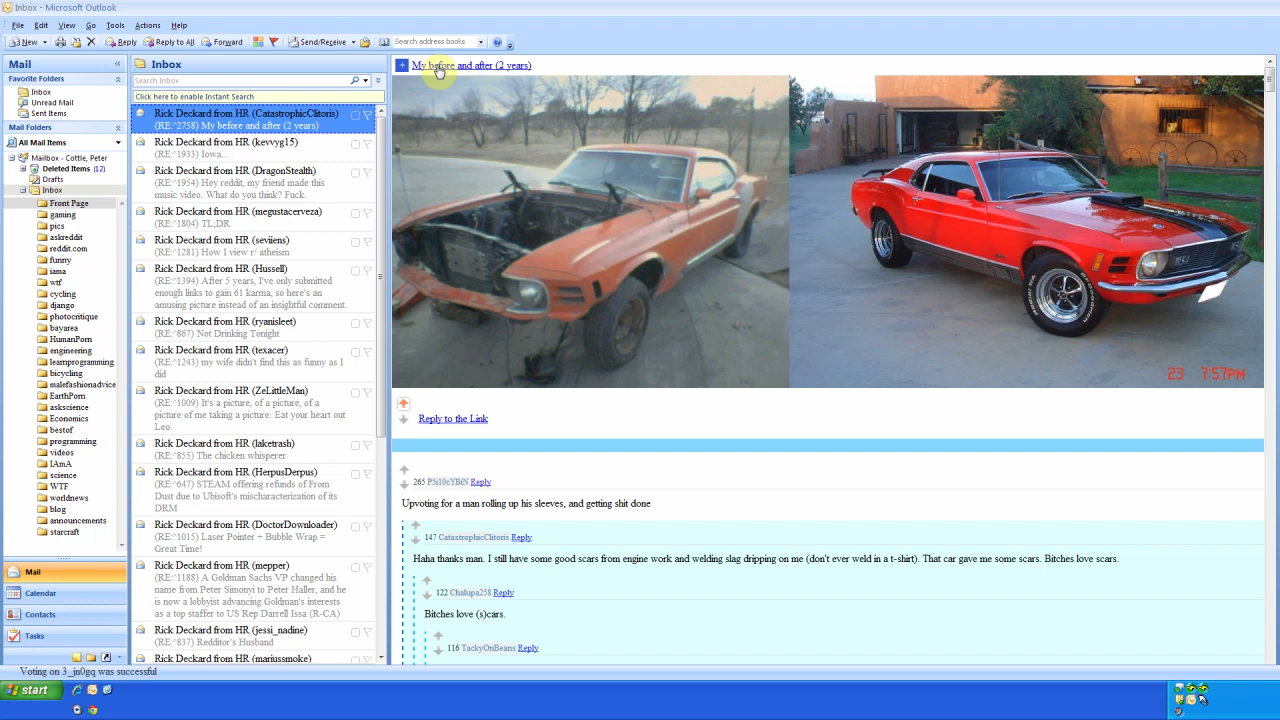 Inbox - Microsoft Outlook
File Edit View Go Tools Actions Help
New Reply Reply to All Forward Send/Receive Search address books
Mail
Favorite Folders
Inbox
Unread Mail
Sent Items
Mail Folders
All Mail Items
Mailbox - Cottle, Peter
Deleted Items (12)
Drafts
Inbox
Front Page
gaming
pics
askreddit
reddit.com
funny
iama
wtf
cycling
django
photocritique
bayarea
HumanPorn
engineering
learnprogramming
bicycling
malefashionadvice
EarthPorn
askscience
Economics
bestof
programming
videos
IAmA
science
WTF
worldnews
blog
announcements
starcraft
Mail
Calendar
Contacts
Tasks
Inbox
Search Inbox
Click here to enable Instant Search
Rick Deckard from HR (CatastrophicClitoris)
(RE:^2758) My before and after (2 years)
Rick Deckard from HR (kevvyg15)
(RE:^1933) Iowa...
Rick Deckard from HR (DragonStealth)
(RE:^1954) Hey reddit, my friend made this
music video. What do you think? Fuck.
Rick Deckard from HR (megustacerveza)
(RE:^1804) TL;DR
Rick Deckard from HR (seviiens)
(RE:^1281) How I view r/ atheism
Rick Deckard from HR (Hussell)
(RE:^1394) After 5 years, I've only submitted
enough links to gain 61 karma, so here's an
amusing picture instead of an insightful comment.
Rick Deckard from HR (ryanisleet)
(RE:^867) Not Drinking Tonight
Rick Deckard from HR (texacer)
(RE:^1243) my wife didn't find this as funny as I
did
Rick Deckard from HR (ZeLittleMan)
(RE:^1009) It's a picture, of a picture, of a
picture of me taking a picture. Eat your heart out
Leo.
Rick Deckard from HR (laketrash)
(RE:^855) The chicken whisperer
Rick Deckard from HR (HerpusDerpus)
(RE:^647) STEAM offering refunds of From
Dust due to Ubisoft's mischaracterization of its
DRM
Rick Deckard from HR (DoctorDownloader)
(RE:^1015) Laser Pointer + Bubble Wrap =
Great Time!
Rick Deckard from HR (mepper)
(RE:^1188) A Goldman Sachs VP changed his
name from Peter Simonyi to Peter Haller, and he
is now a lobbyist advancing Goldman's interests
as a top staffer to US Rep Darrell Issa (R-CA)
Rick Deckard from HR (jessi_nadine)
(RE:^837) Redditor's Husband
Rick Deckard from HR (mariussmoke)
My before and after (2 years)
23 7:57PM
Reply to the Link
265 P5i10cYBiN Reply
Upvoting for a man rolling up his sleeves, and getting shit done
147 CatastrophicClitoris Reply
Haha thanks man. I still have some good scars from engine work and welding slag dripping on me (don't ever weld in a t-shirt). That car gave me some scars. Bitches love scars.
122 Chalupa258 Reply
Bitches love (s)cars.
116 TackyOnBeans Reply
Voting on 3_jn0gq was successful
start